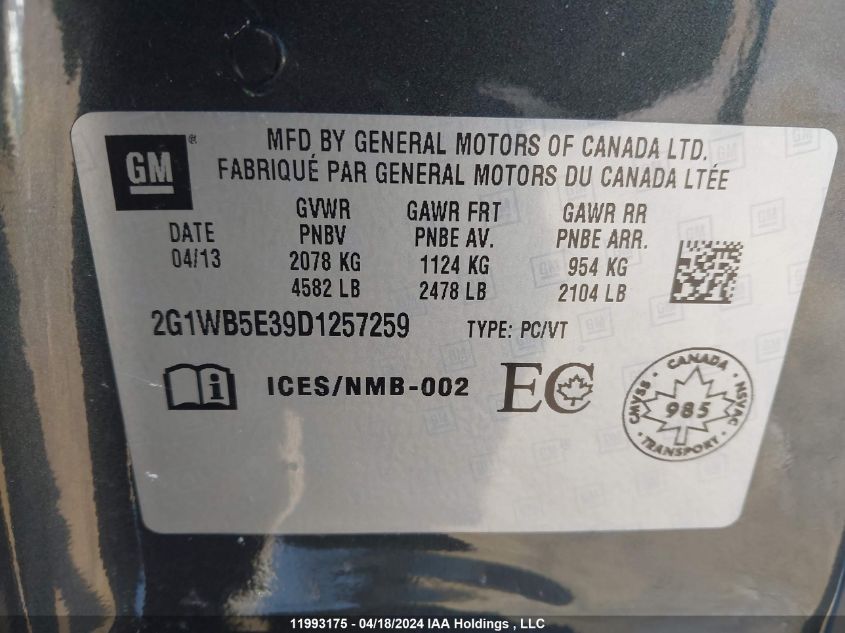 GM
MFD BY GENERAL MOTORS OF CANADA LTD.
FABRIQUÉ PAR GENERAL MOTORS DU CANADA LTÉE
DATE
04/13
GVWR
PNBV
2078 KG
4582 LB
GAWR FRT
PNBE AV.
1124 KG
2478 LB
GAWR RR
PNBE ARR.
954 KG
2104 LB
2G1WB5E39D1257259 TYPE: PC/VT
ICES/NMB-002 EC
CANADA
CMVSS 985 NSVAC
TRANSPORT
11993175 - 04/18/2024 IAA Holdings , LLC